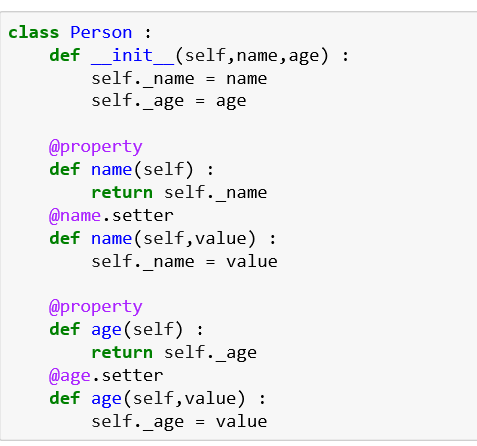 class Person :
    def __init__(self,name,age) :
        self._name = name
        self._age = age

    @property
    def name(self) :
        return self._name
    @name.setter
    def name(self,value) :
        self._name = value

    @property
    def age(self) :
        return self._age
    @age.setter
    def age(self,value) :
        self._age = value